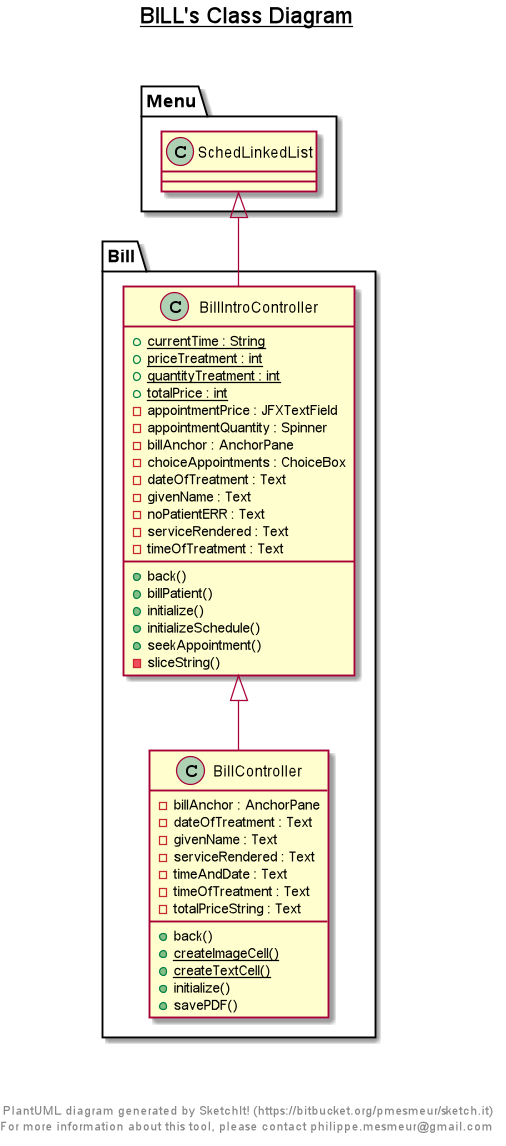 BILL's Class Diagram
Menu
C SchedLinkedList
Bill
C BillIntroController
currentTime : String
priceTreatment : int
quantityTreatment : int
totalPrice : int
appointmentPrice : JFXTextField
appointmentQuantity : Spinner
billAnchor : AnchorPane
choiceAppointments : ChoiceBox
dateOfTreatment : Text
givenName : Text
noPatientERR : Text
serviceRendered : Text
timeOfTreatment : Text
back()
billPatient()
initialize()
initializeSchedule()
seekAppointment()
sliceString()
C BillController
billAnchor : AnchorPane
dateOfTreatment : Text
givenName : Text
serviceRendered : Text
timeAndDate : Text
timeOfTreatment : Text
totalPriceString : Text
back()
createImageCell()
createTextCell()
initialize()
savePDF()
PlantUML diagram generated by SketchIt! (https://bitbucket.org/pmesmeur/sketch.it)
For more information about this tool, please contact philippe.mesmeur@gmail.com